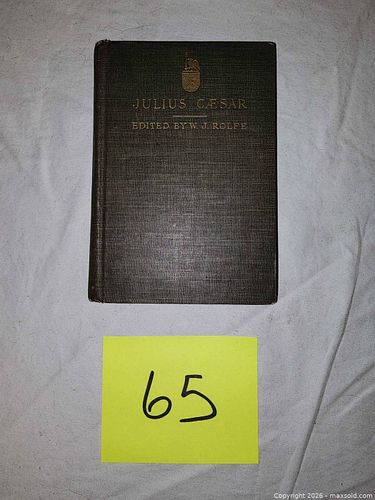 JULIUS CÆSAR
EDITED BY W. J. ROLFE
65
Copyright 2026 - maxsold.com